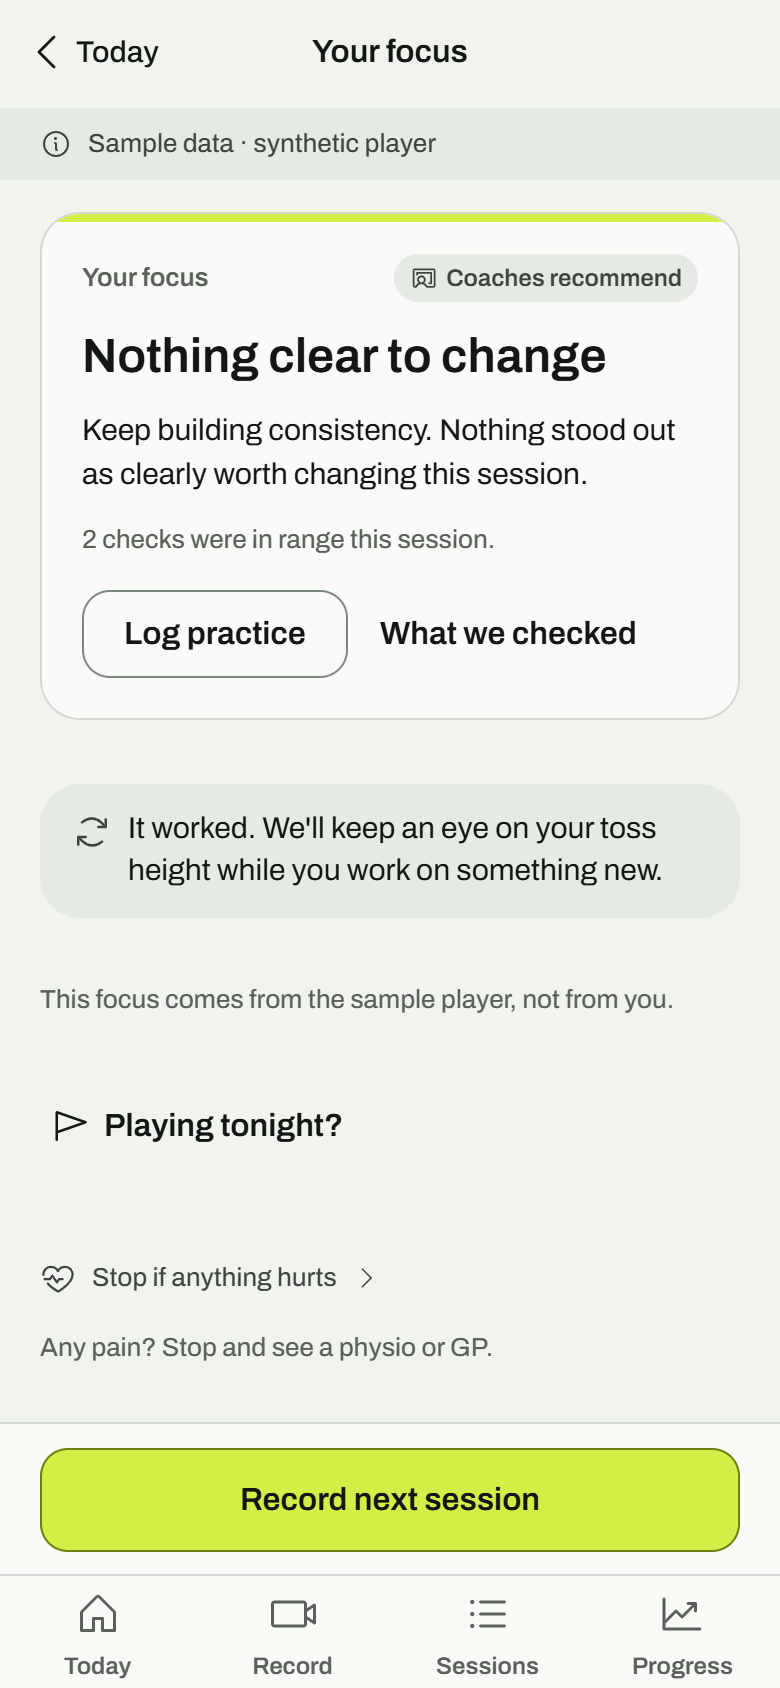 Today
Your focus
Sample data · synthetic player
Your focus
Coaches recommend
Nothing clear to change
Keep building consistency. Nothing stood out
as clearly worth changing this session.
2 checks were in range this session.
Log practice
What we checked
It worked. We'll keep an eye on your toss
height while you work on something new.
This focus comes from the sample player, not from you.
Playing tonight?
Stop if anything hurts
Any pain? Stop and see a physio or GP.
Record next session
Today
Record
Sessions
Progress